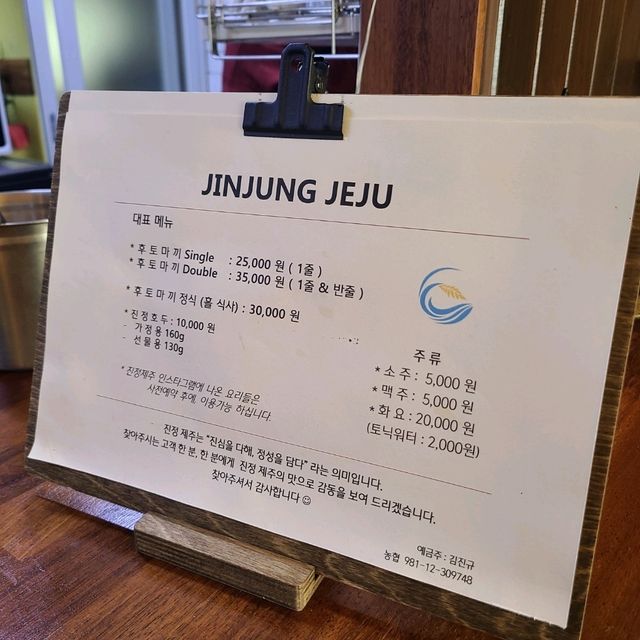 JINJUNG JEJU
대표 메뉴
* 후 토 마 끼 Single : 25,000 원 ( 1줄 )
* 후 토 마 끼 Double : 35,000 원 ( 1줄 & 반줄 )
* 후토마끼 정식 (홀 식사) : 30,000 원
* 진 정 호 두 : 10,000 원
- 가 정 용 160g
- 선 물 용 130g
* 진정제주 인스타그램에 나온 요리들은
사전예약 후에 이용가능 하십니다.
주류
* 소 주 : 5,000 원
* 맥 주 : 5,000 원
* 화 요 : 20,000 원
(토닉워터 : 2,000원)
진정 제주는 "진심을 다해, 정성을 담다" 라는 의미입니다.
찾아주시는 고객 한 분, 한 분에게 진정 제주의 맛으로 감동을 보여 드리겠습니다.
찾아주셔서 감사합니다 ☺
예금주 : 김진규
농협 981-12-309748